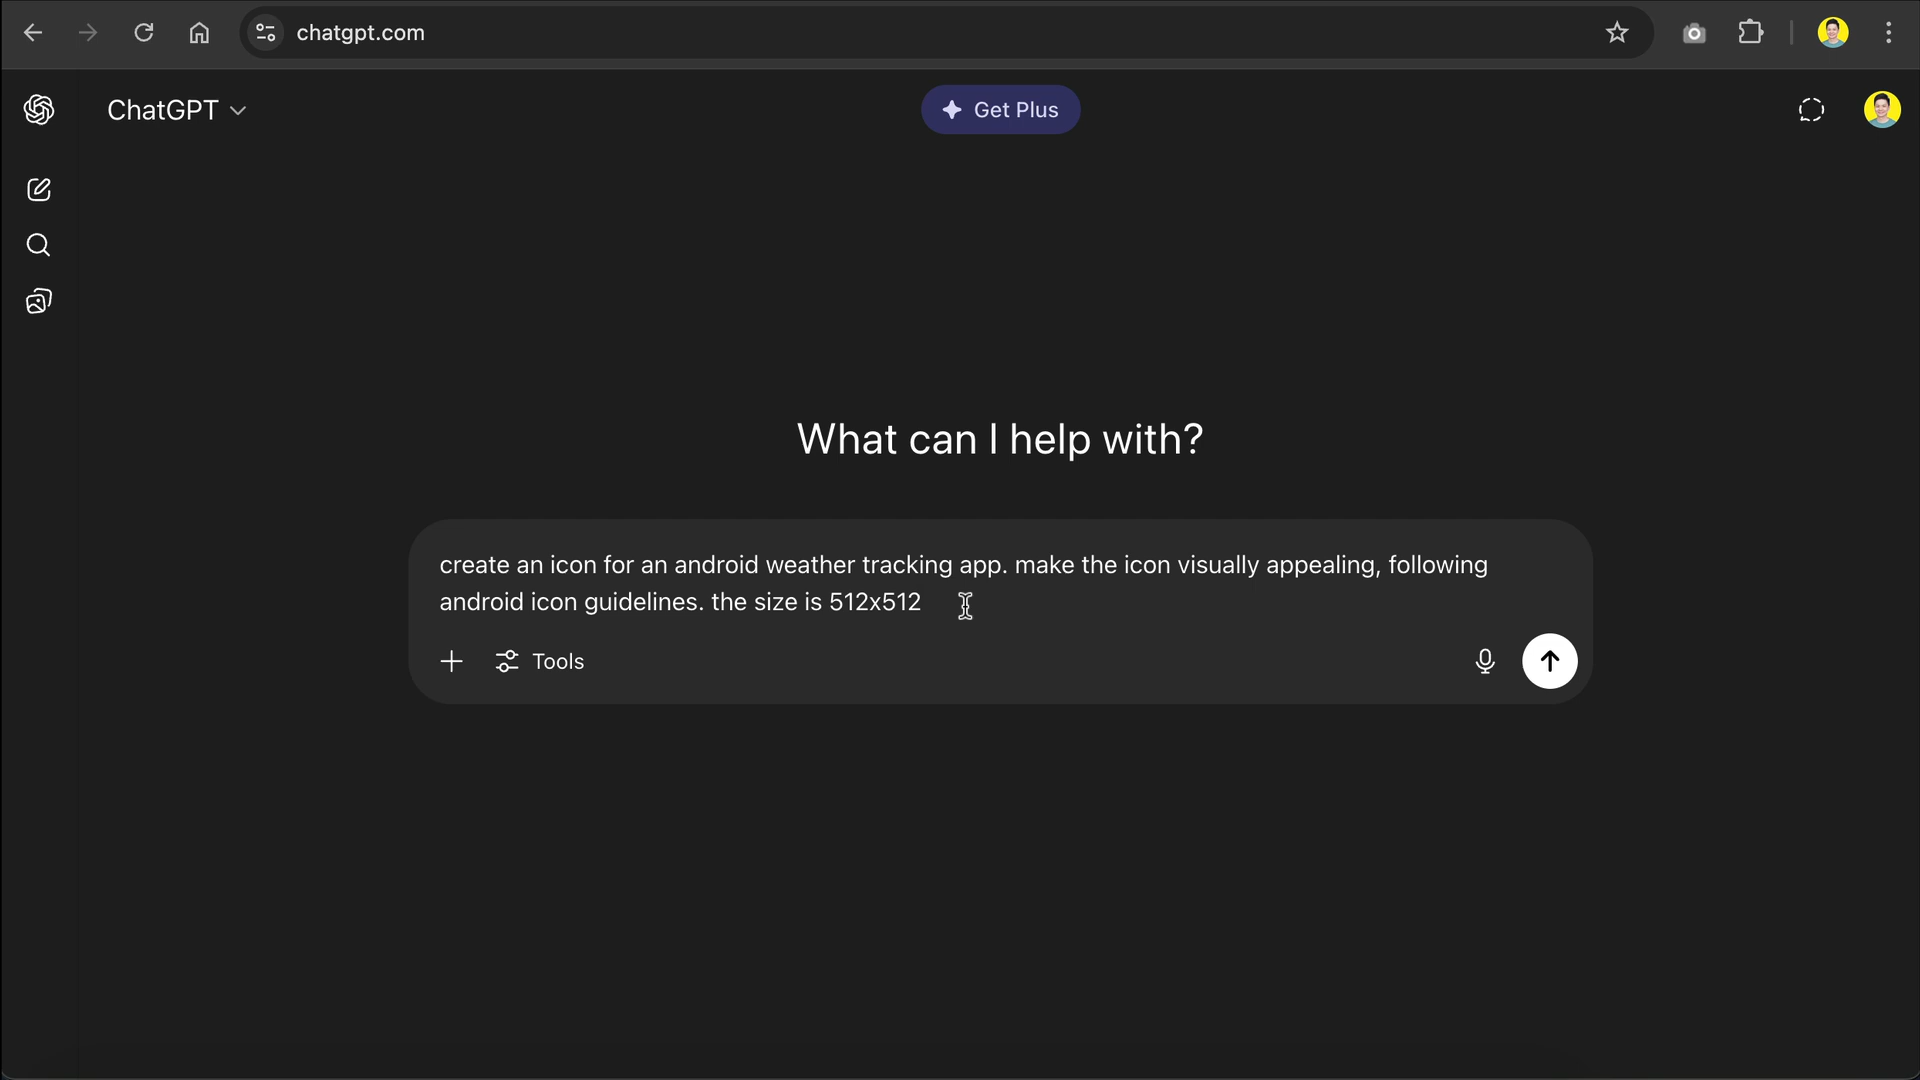 chatgpt.com
ChatGPT
Get Plus
What can I help with?
create an icon for an android weather tracking app. make the icon visually appealing, following
android icon guidelines. the size is 512x512
Tools